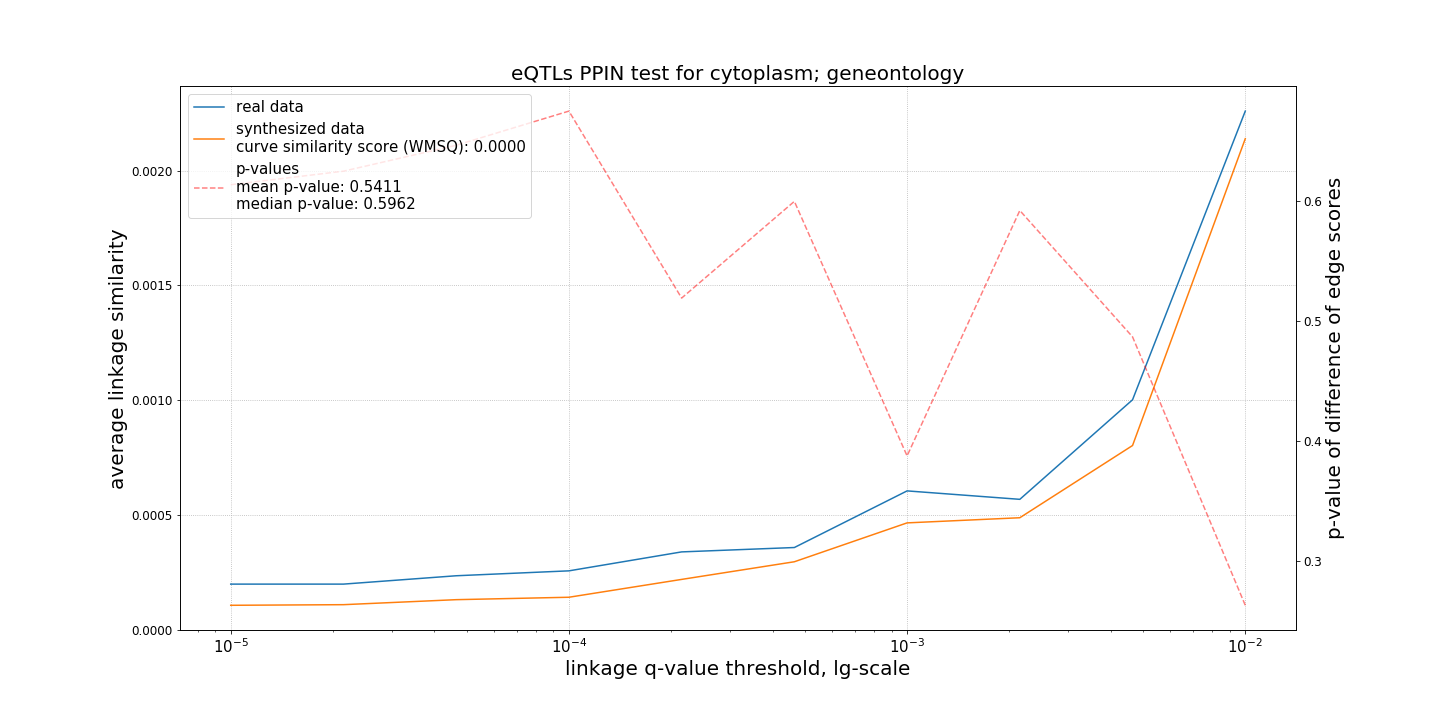 eQTLs PPIN test for cytoplasm; geneontology
real data
synthesized data
curve similarity score (WMSQ): 0.0000
p-values
mean p-value: 0.5411
median p-value: 0.5962
average linkage similarity
0.0020
0.0015
0.0010
0.0005
0.0000
0.6
0.5
0.4
0.3
p-value of difference of edge scores
10⁻⁵ 10⁻⁴ 10⁻³ 10⁻²
linkage q-value threshold, lg-scale